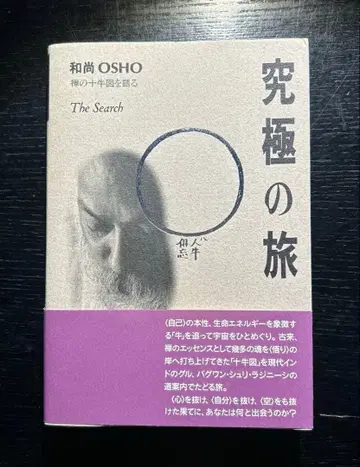 和尚 OSHO
禅の十牛図を語る
The Search
究極の旅
人牛
倶忘
〈自己〉の本性、生命エネルギーを象徴す
る「牛」を追って宇宙をひとめぐり。古来、
禅のエッセンスとして幾多の魂を〈悟り〉の
岸へ打ち上げてきた「十牛図」を現代インド
のグル、バグワン・シュリ・ラジニーシの
道案内でたどる旅。
〈心〉を抜け、〈自分〉を抜け、〈空〉をも抜
けた果てに、あなたは何と出会うのか?